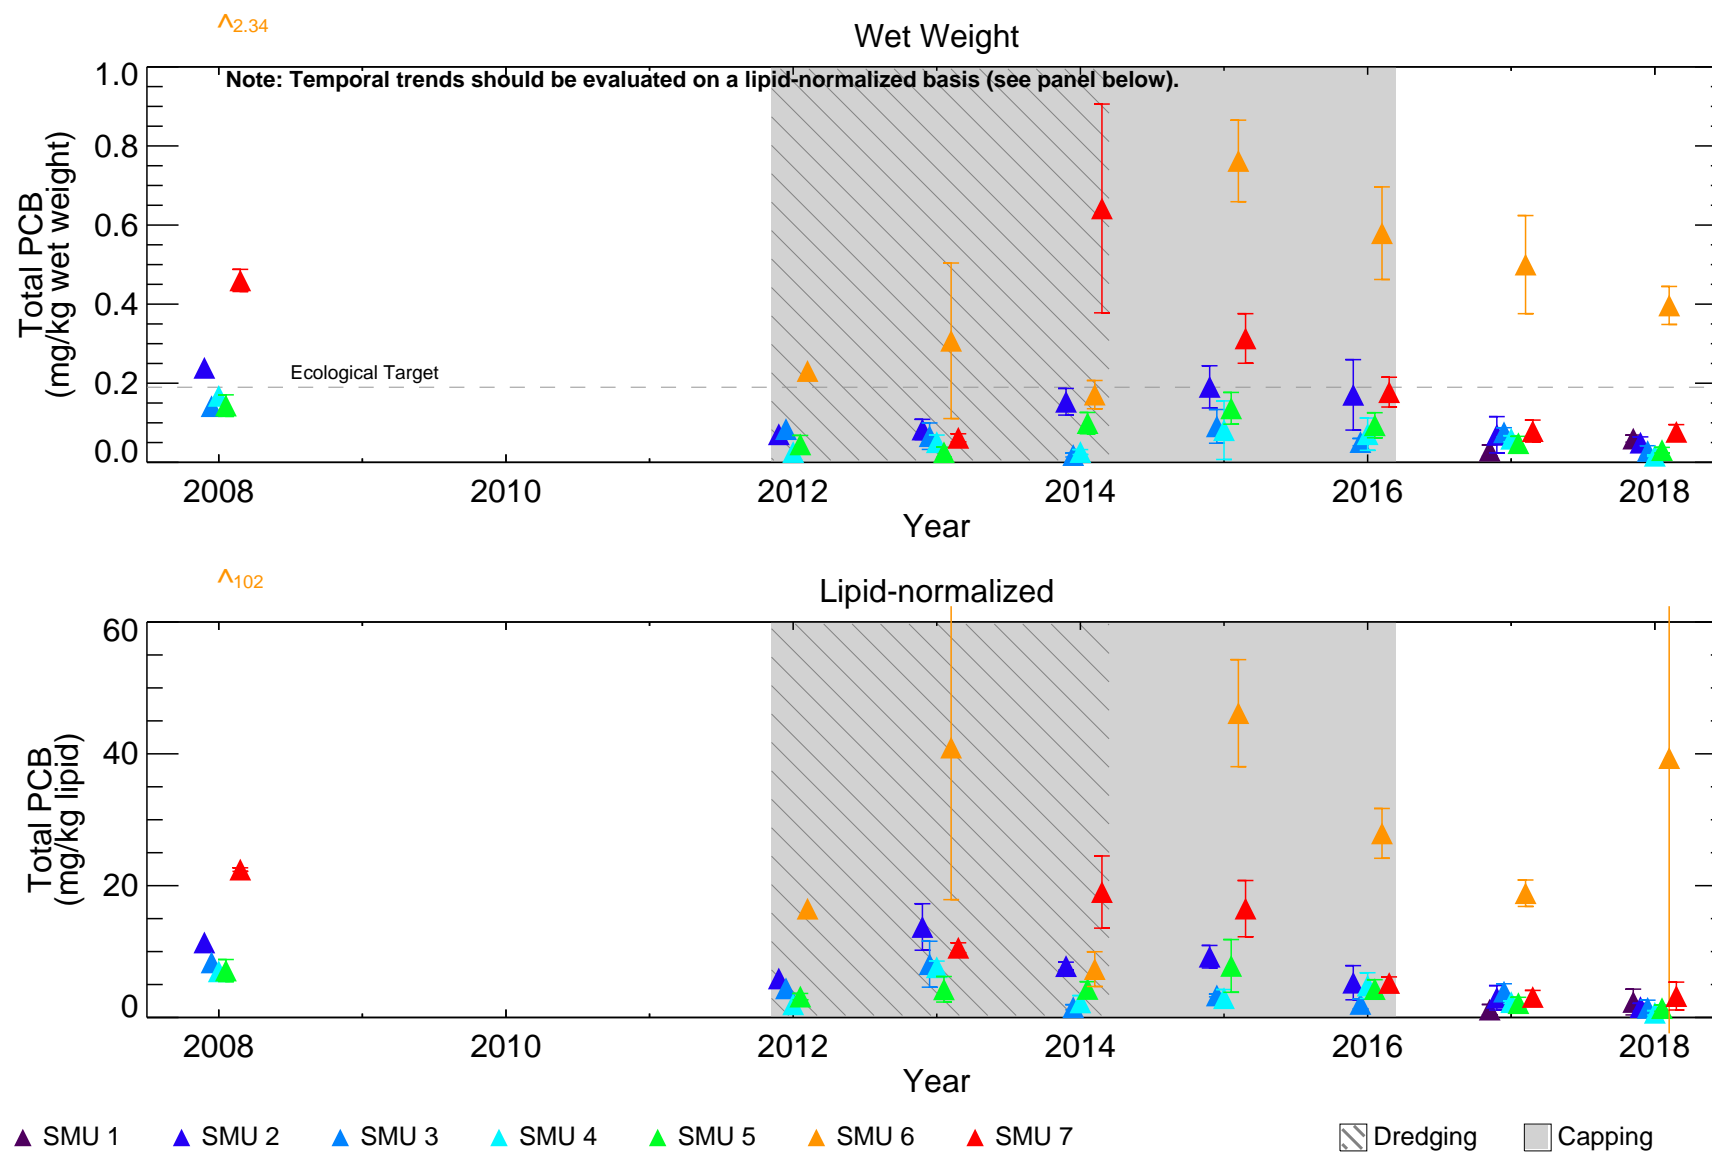 ^2.34
Wet Weight
Note: Temporal trends should be evaluated on a lipid-normalized basis (see panel below).
1.0
0.8
0.6
0.4
0.2
0.0
Total PCB
(mg/kg wet weight)
Ecological Target
2008 2010 2012 2014 2016 2018
Year
^102
Lipid-normalized
60
40
20
0
Total PCB
(mg/kg lipid)
2008 2010 2012 2014 2016 2018
Year
SMU 1 SMU 2 SMU 3 SMU 4 SMU 5 SMU 6 SMU 7 Dredging Capping